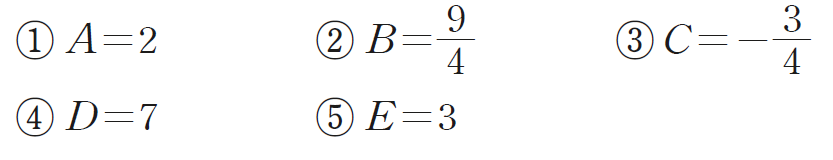 ① A=2 ② B=9/4 ③ C=-3/4
④ D=7 ⑤ E=3